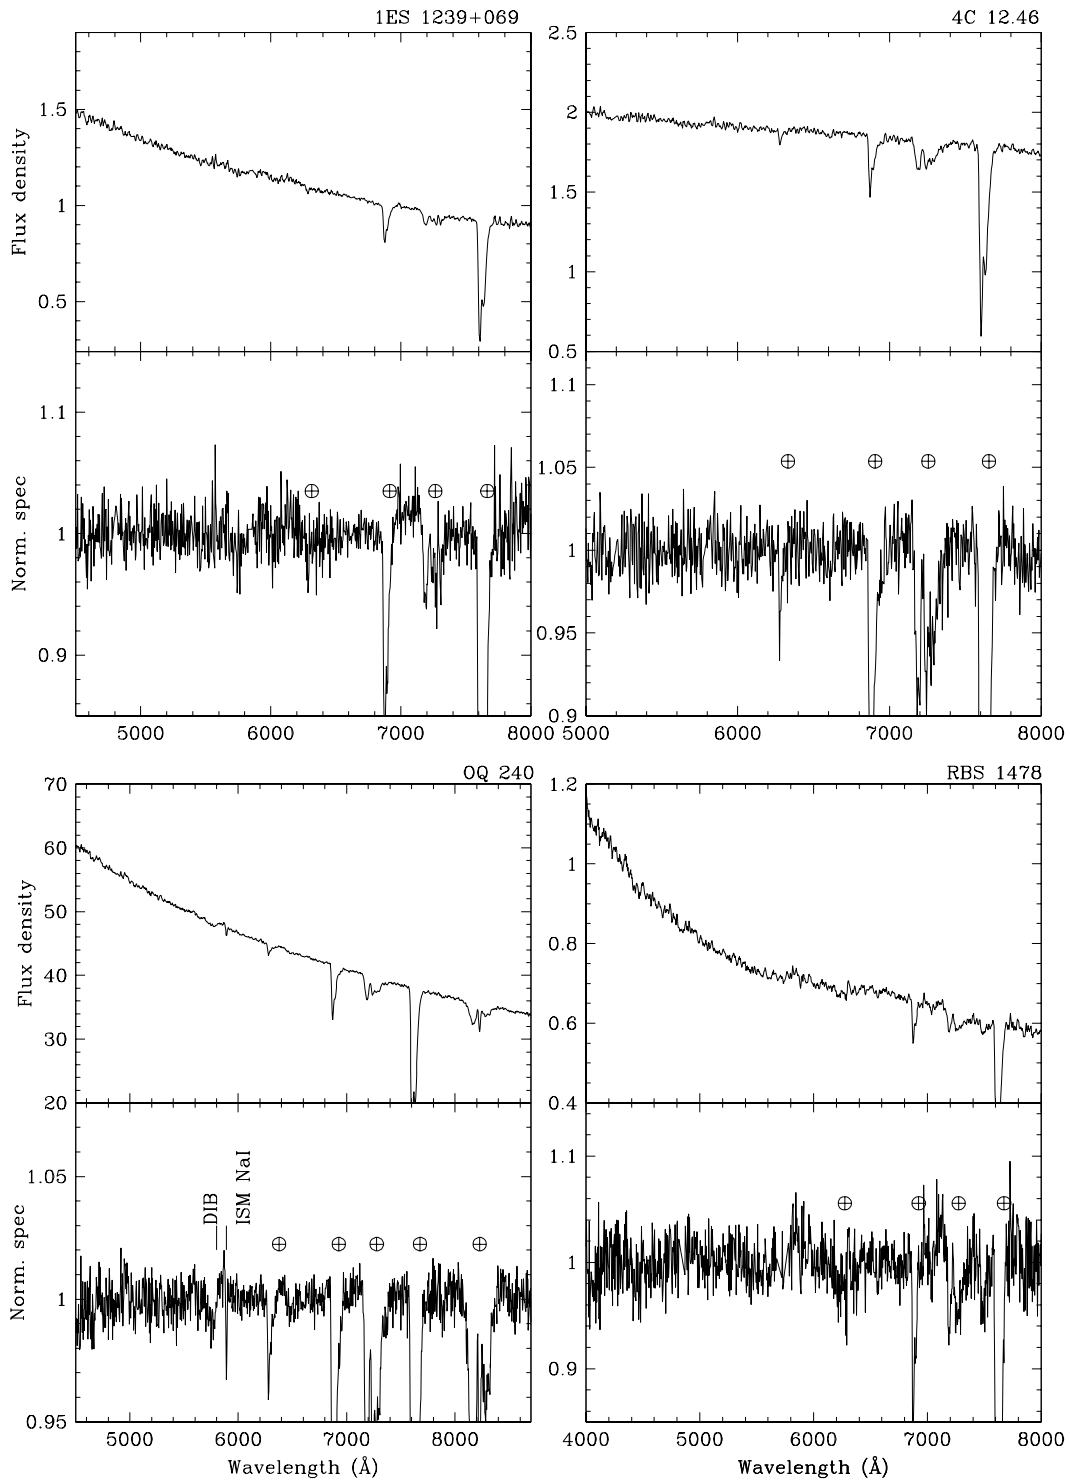 1ES 1239+069
4C 12.46
Flux density
1.5
1
0.5
2.5
2
1.5
1
0.5
Norm. spec
1.1
1
0.9
1.1
1.05
1
0.95
0.9
5000 6000 7000 8000
5000 6000 7000 8000
Wavelength (Å)
OQ 240
RBS 1478
Flux density
70
60
50
40
30
20
1.2
1
0.8
0.6
0.4
Norm. spec
1.05
1
0.95
DIB
ISM NaI
1.1
1
0.9
5000 6000 7000 8000
4000 5000 6000 7000 8000
Wavelength (Å)
Wavelength (Å)